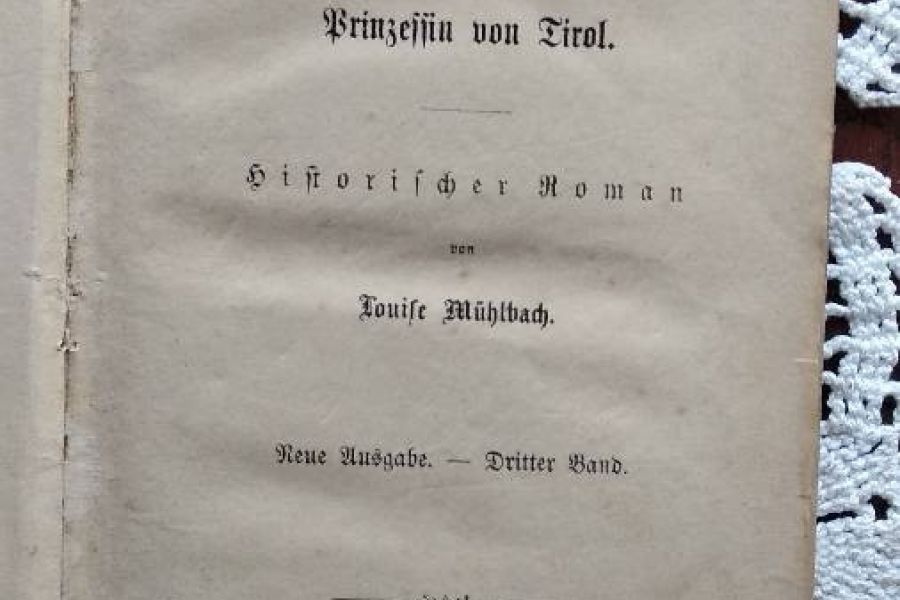 Prinzeſſin von Tirol.
Hiſtoriſcher Roman
von
Louiſe Mühlbach.
Neue Ausgabe. — Dritter Band.